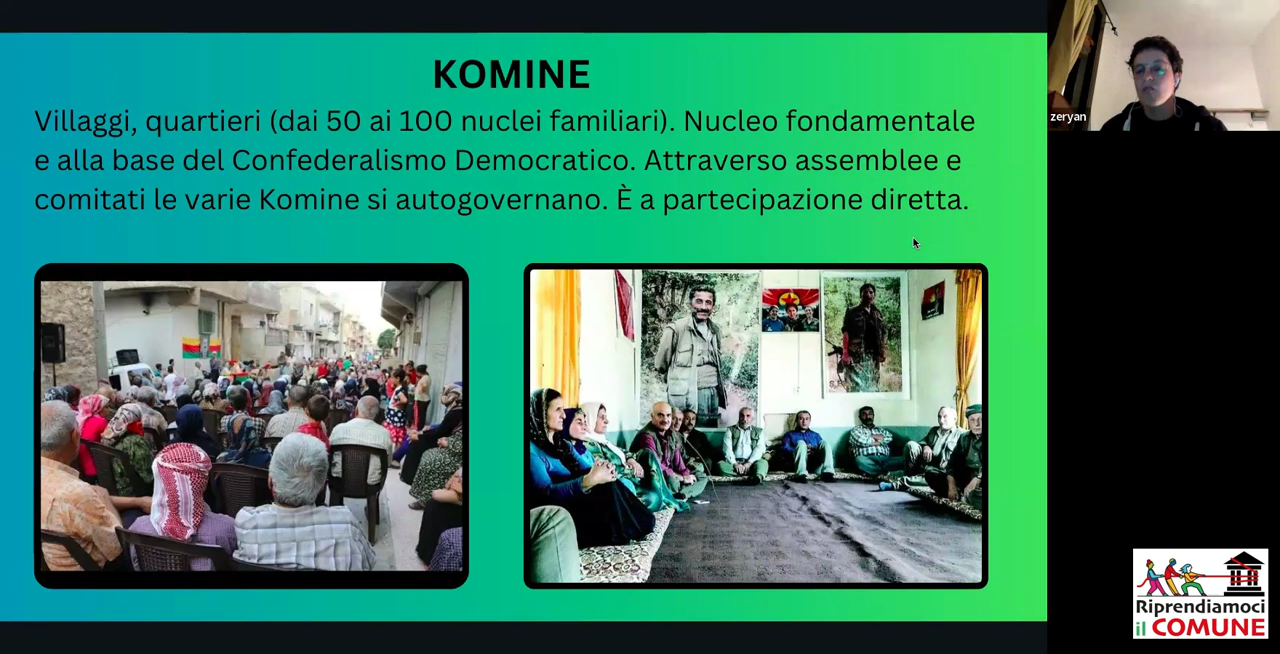 KOMINE
Villaggi, quartieri (dai 50 ai 100 nuclei familiari). Nucleo fondamentale
e alla base del Confederalismo Democratico. Attraverso assemblee e
comitati le varie Komine si autogovernano. È a partecipazione diretta.
zeryan
Riprendiamoci
il COMUNE